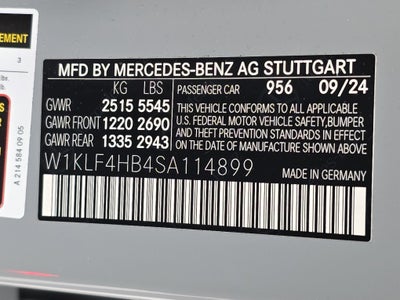 EMENT
3
lbs.
lbs.
A 214 584 09 05
MFD BY MERCEDES-BENZ AG STUTTGART
KG LBS PASSENGER CAR 956 09/24
GVWR 2515 5545
GAWR FRONT 1220 2690
GAWR REAR 1335 2943
THIS VEHICLE CONFORMS TO ALL APPLICABLE
U.S. FEDERAL MOTOR VEHICLE SAFETY, BUMPER
AND THEFT PREVENTION STANDARDS IN EFFECT
ON THE DATE OF MANUFACTURE SHOWN ABOVE.
W1KLF4HB4SA114899 MADE IN GERMANY